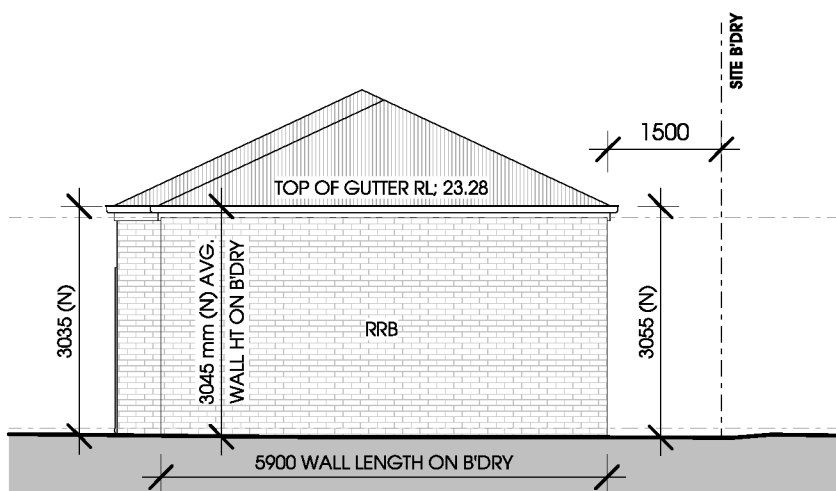 SITE B'DRY
1500
TOP OF GUTTER RL; 23.28
3035 (N)
3045 mm (N) AVG.
WALL HT ON B'DRY
RRB
3055 (N)
5900 WALL LENGTH ON B'DRY